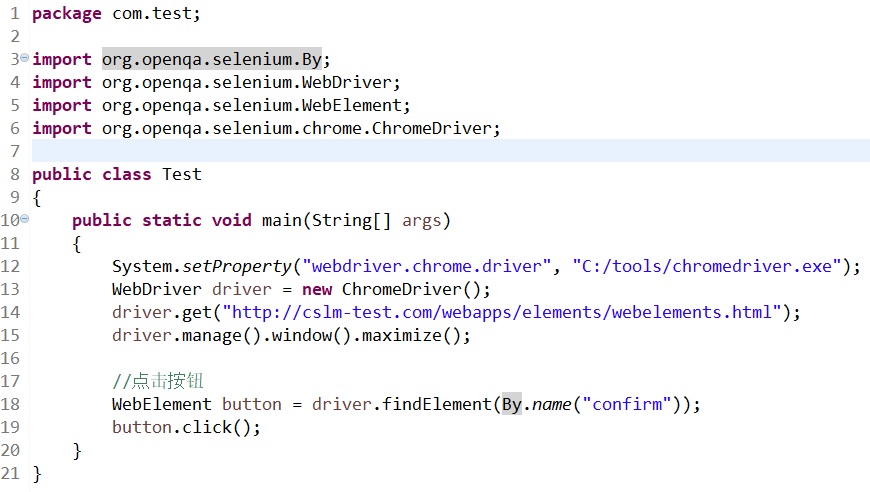 1 package com.test;
2
3 import org.openqa.selenium.By;
4 import org.openqa.selenium.WebDriver;
5 import org.openqa.selenium.WebElement;
6 import org.openqa.selenium.chrome.ChromeDriver;
7
8 public class Test
9 {
10     public static void main(String[] args)
11     {
12         System.setProperty("webdriver.chrome.driver", "C:/tools/chromedriver.exe");
13         WebDriver driver = new ChromeDriver();
14         driver.get("http://cslm-test.com/webapps/elements/webelements.html");
15         driver.manage().window().maximize();
16
17         //点击按钮
18         WebElement button = driver.findElement(By.name("confirm"));
19         button.click();
20     }
21 }